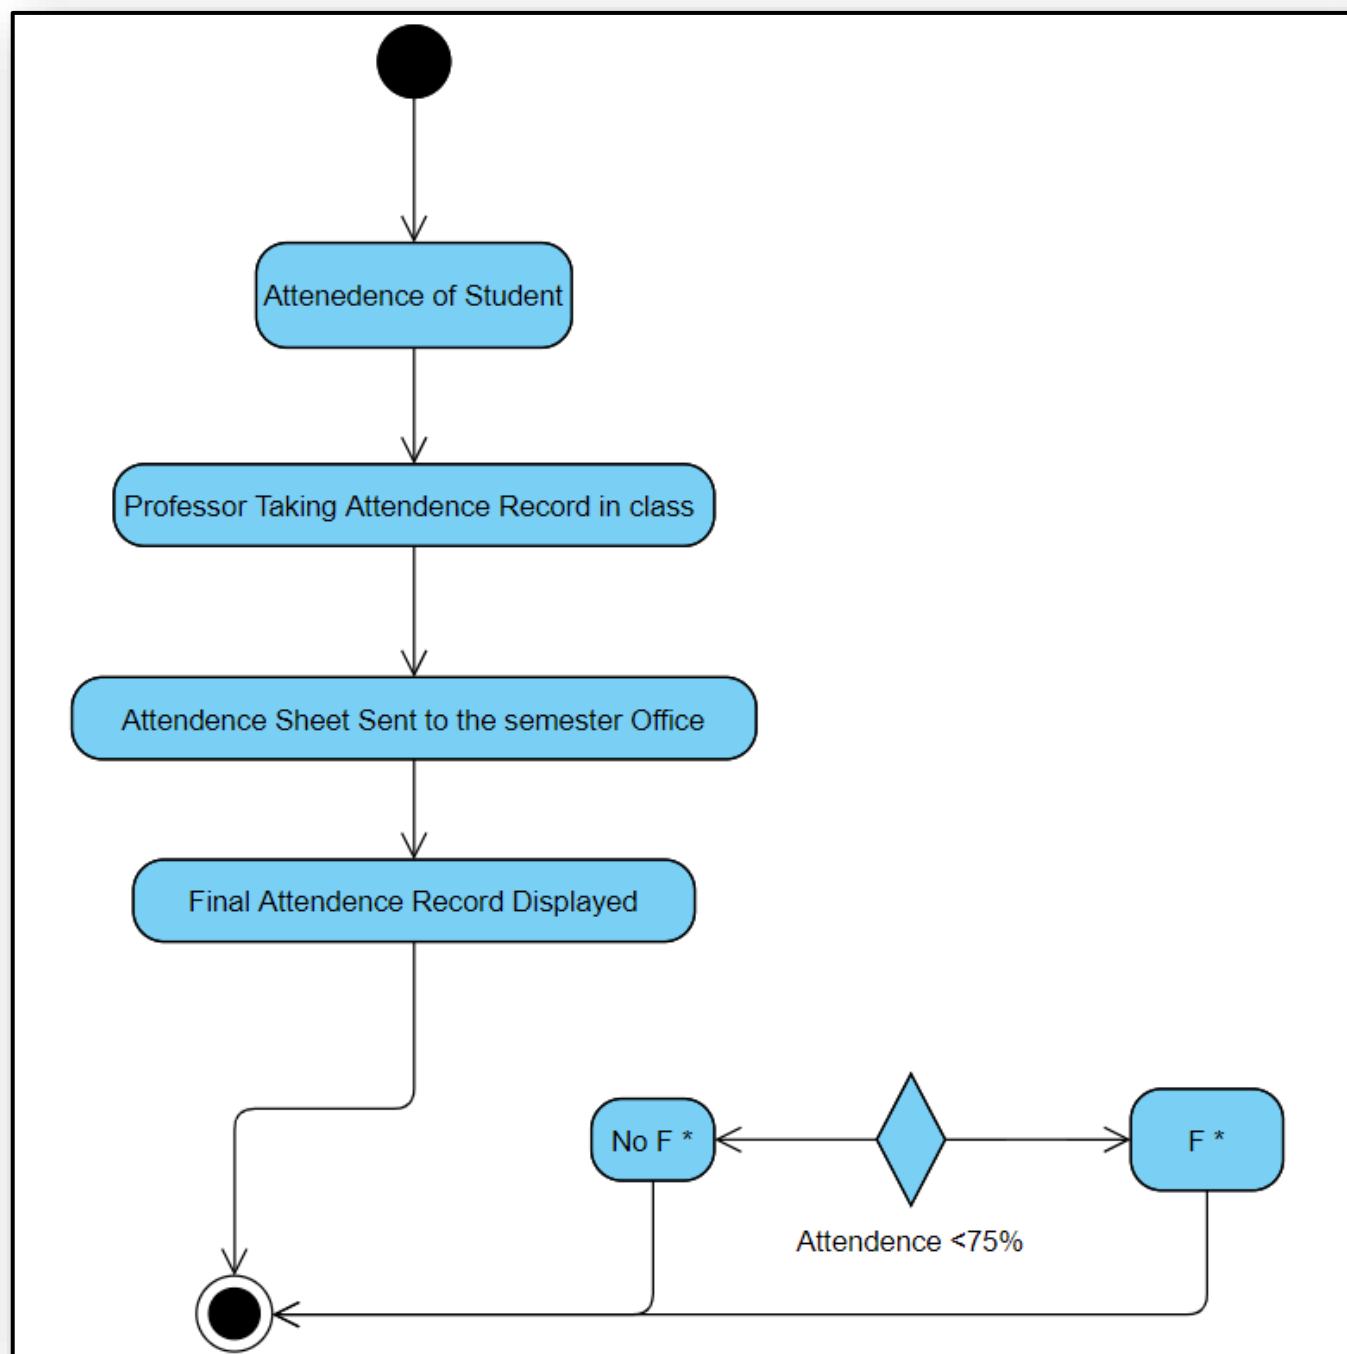 Attenedence of Student
Professor Taking Attendence Record in class
Attendence Sheet Sent to the semester Office
Final Attendence Record Displayed
No F *
F *
Attendence <75%